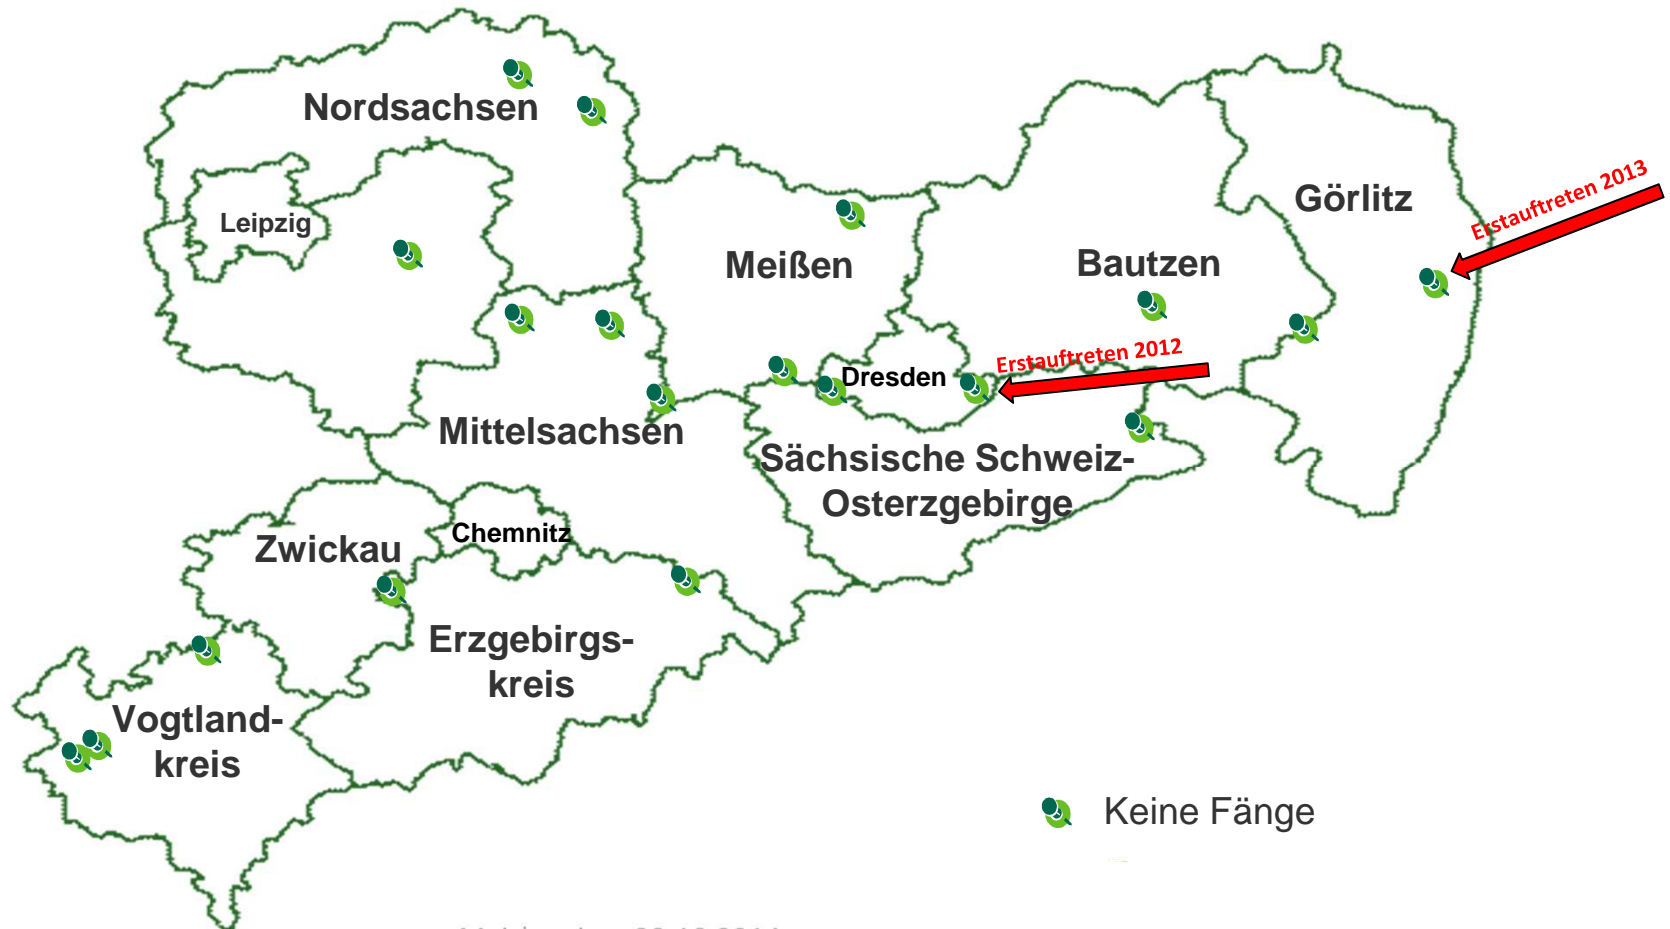 Nordsachsen
Leipzig
Meißen
Bautzen
Görlitz
Erstauftreten 2013
Erstauftreten 2012
Dresden
Mittelsachsen
Sächsische Schweiz-
Osterzgebirge
Chemnitz
Zwickau
Erzgebirgs-
kreis
Vogtland-
kreis
Keine Fänge